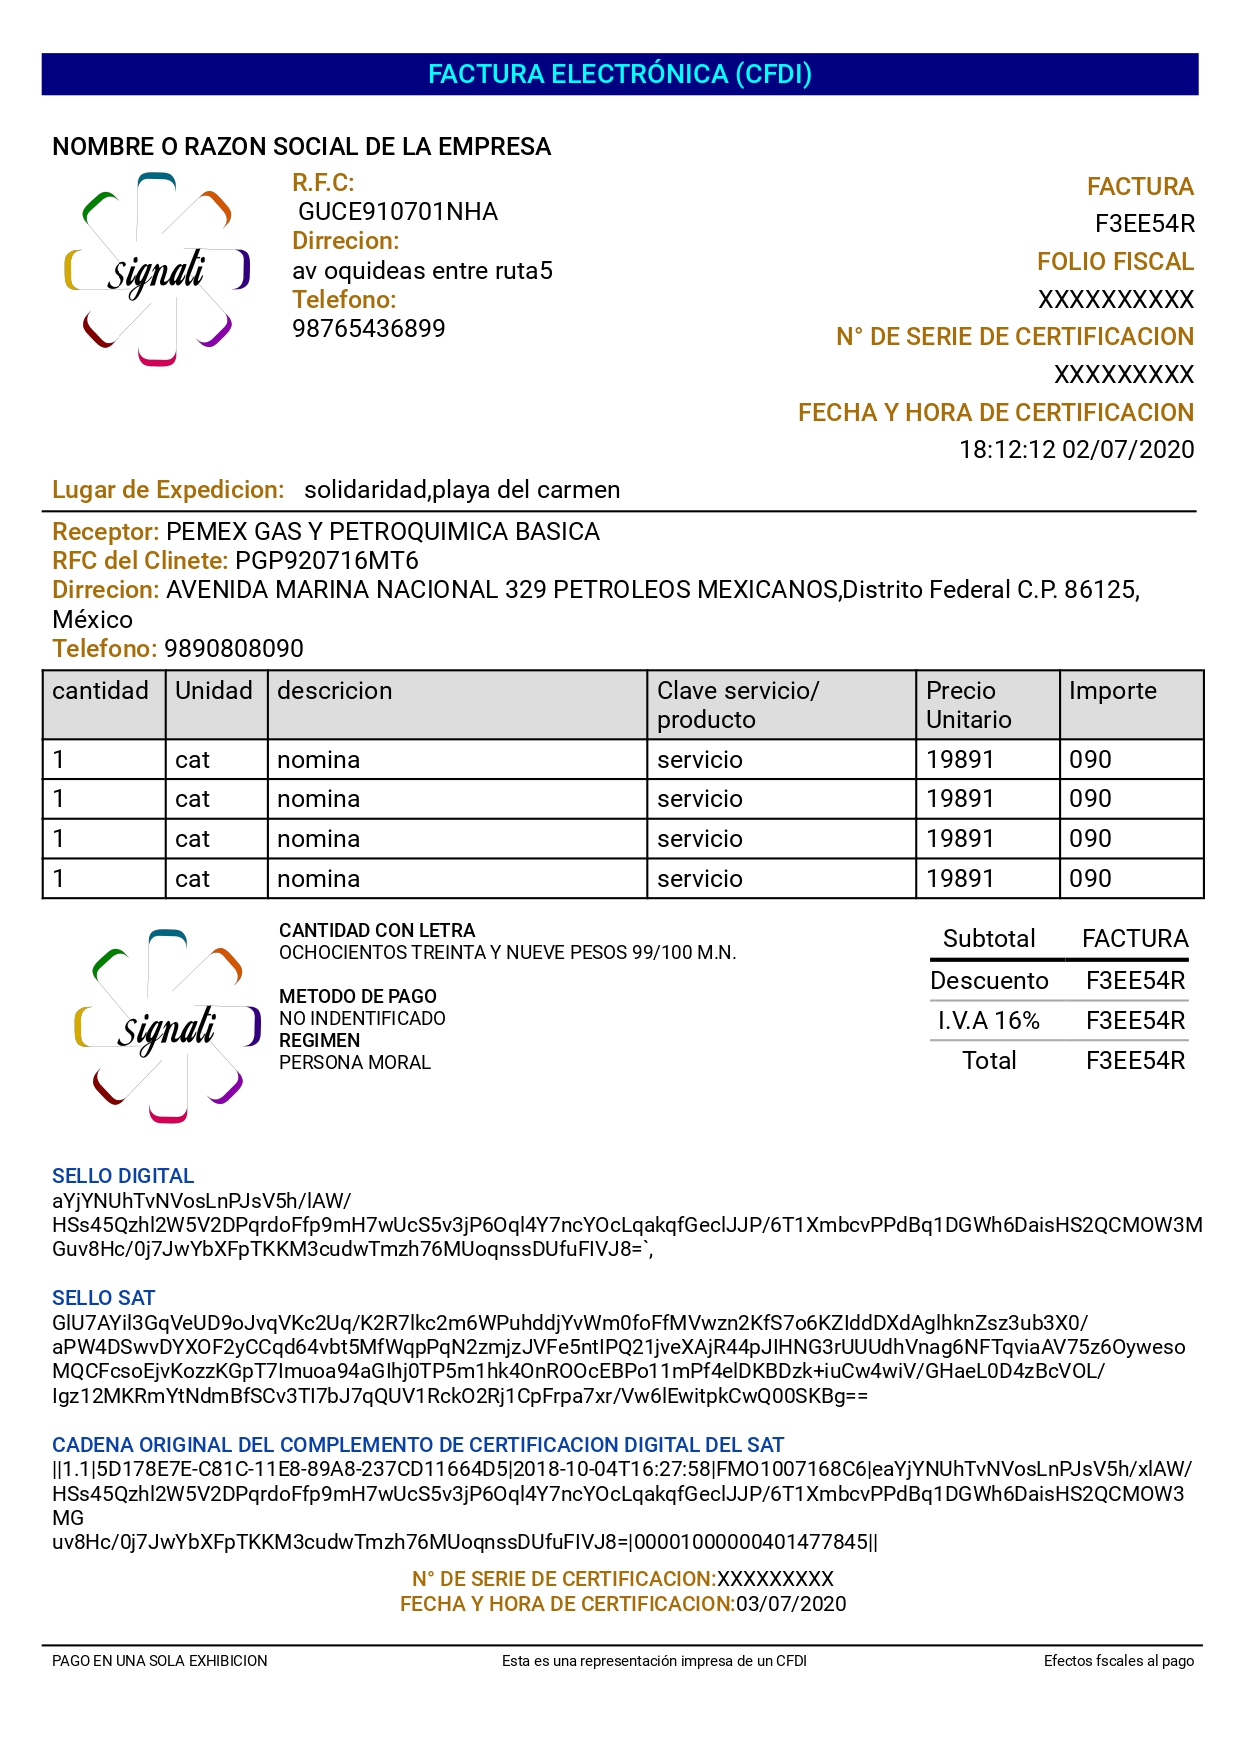 FACTURA ELECTRÓNICA (CFDI)
NOMBRE O RAZON SOCIAL DE LA EMPRESA
Signati
R.F.C:
GUCE910701NHA
Dirrecion:
av oquideas entre ruta5
Telefono:
98765436899
FACTURA
F3EE54R
FOLIO FISCAL
XXXXXXXXXX
N° DE SERIE DE CERTIFICACION
XXXXXXXXX
FECHA Y HORA DE CERTIFICACION
18:12:12 02/07/2020
Lugar de Expedicion: solidaridad,playa del carmen
Receptor: PEMEX GAS Y PETROQUIMICA BASICA
RFC del Clinete: PGP920716MT6
Dirrecion: AVENIDA MARINA NACIONAL 329 PETROLEOS MEXICANOS,Distrito Federal C.P. 86125,
México
Telefono: 9890808090
cantidad Unidad descricion Clave servicio/ producto Precio Unitario Importe
1 cat nomina servicio 19891 090
1 cat nomina servicio 19891 090
1 cat nomina servicio 19891 090
1 cat nomina servicio 19891 090
Signati
CANTIDAD CON LETRA
OCHOCIENTOS TREINTA Y NUEVE PESOS 99/100 M.N.
METODO DE PAGO
NO INDENTIFICADO
REGIMEN
PERSONA MORAL
Subtotal FACTURA
Descuento F3EE54R
I.V.A 16% F3EE54R
Total F3EE54R
SELLO DIGITAL
aYjYNUhTvNVosLnPJsV5h/lAW/
HSs45Qzhl2W5V2DPqrdoFfp9mH7wUcS5v3jP6Oql4Y7ncYOcLqakqfGeclJJP/6T1XmbcvPPdBq1DGWh6DaisHS2QCMOW3M
Guv8Hc/0j7JwYbXFpTKKM3cudwTmzh76MUoqnssDUfuFIVJ8=`,
SELLO SAT
GlU7AYil3GqVeUD9oJvqVKc2Uq/K2R7lkc2m6WPuhddjYvWm0foFfMVwzn2KfS7o6KZIddDXdAglhknZsz3ub3X0/
aPW4DSwvDYXOF2yCCqd64vbt5MfWqpPqN2zmjzJVFe5ntIPQ21jveXAjR44pJIHNG3rUUUdhVnag6NFTqviaAV75z6Oyweso
MQCFcsoEjvKozzKGpT7Imuoa94aGlhj0TP5m1hk4OnROOcEBPo11mPf4elDKBDzk+iuCw4wiV/GHaeL0D4zBcVOL/
Igz12MKRmYtNdmBfSCv3TI7bJ7qQUV1RckO2Rj1CpFrpa7xr/Vw6lEwitpkCwQ00SKBg==
CADENA ORIGINAL DEL COMPLEMENTO DE CERTIFICACION DIGITAL DEL SAT
||1.1|5D178E7E-C81C-11E8-89A8-237CD11664D5|2018-10-04T16:27:58|FMO1007168C6|eaYjYNUhTvNVosLnPJsV5h/xlAW/
HSs45Qzhl2W5V2DPqrdoFfp9mH7wUcS5v3jP6Oql4Y7ncYOcLqakqfGeclJJP/6T1XmbcvPPdBq1DGWh6DaisHS2QCMOW3
MG
uv8Hc/0j7JwYbXFpTKKM3cudwTmzh76MUoqnssDUfuFIVJ8=|00001000000401477845||
N° DE SERIE DE CERTIFICACION:XXXXXXXXX
FECHA Y HORA DE CERTIFICACION:03/07/2020
PAGO EN UNA SOLA EXHIBICION Esta es una representación impresa de un CFDI Efectos fscales al pago